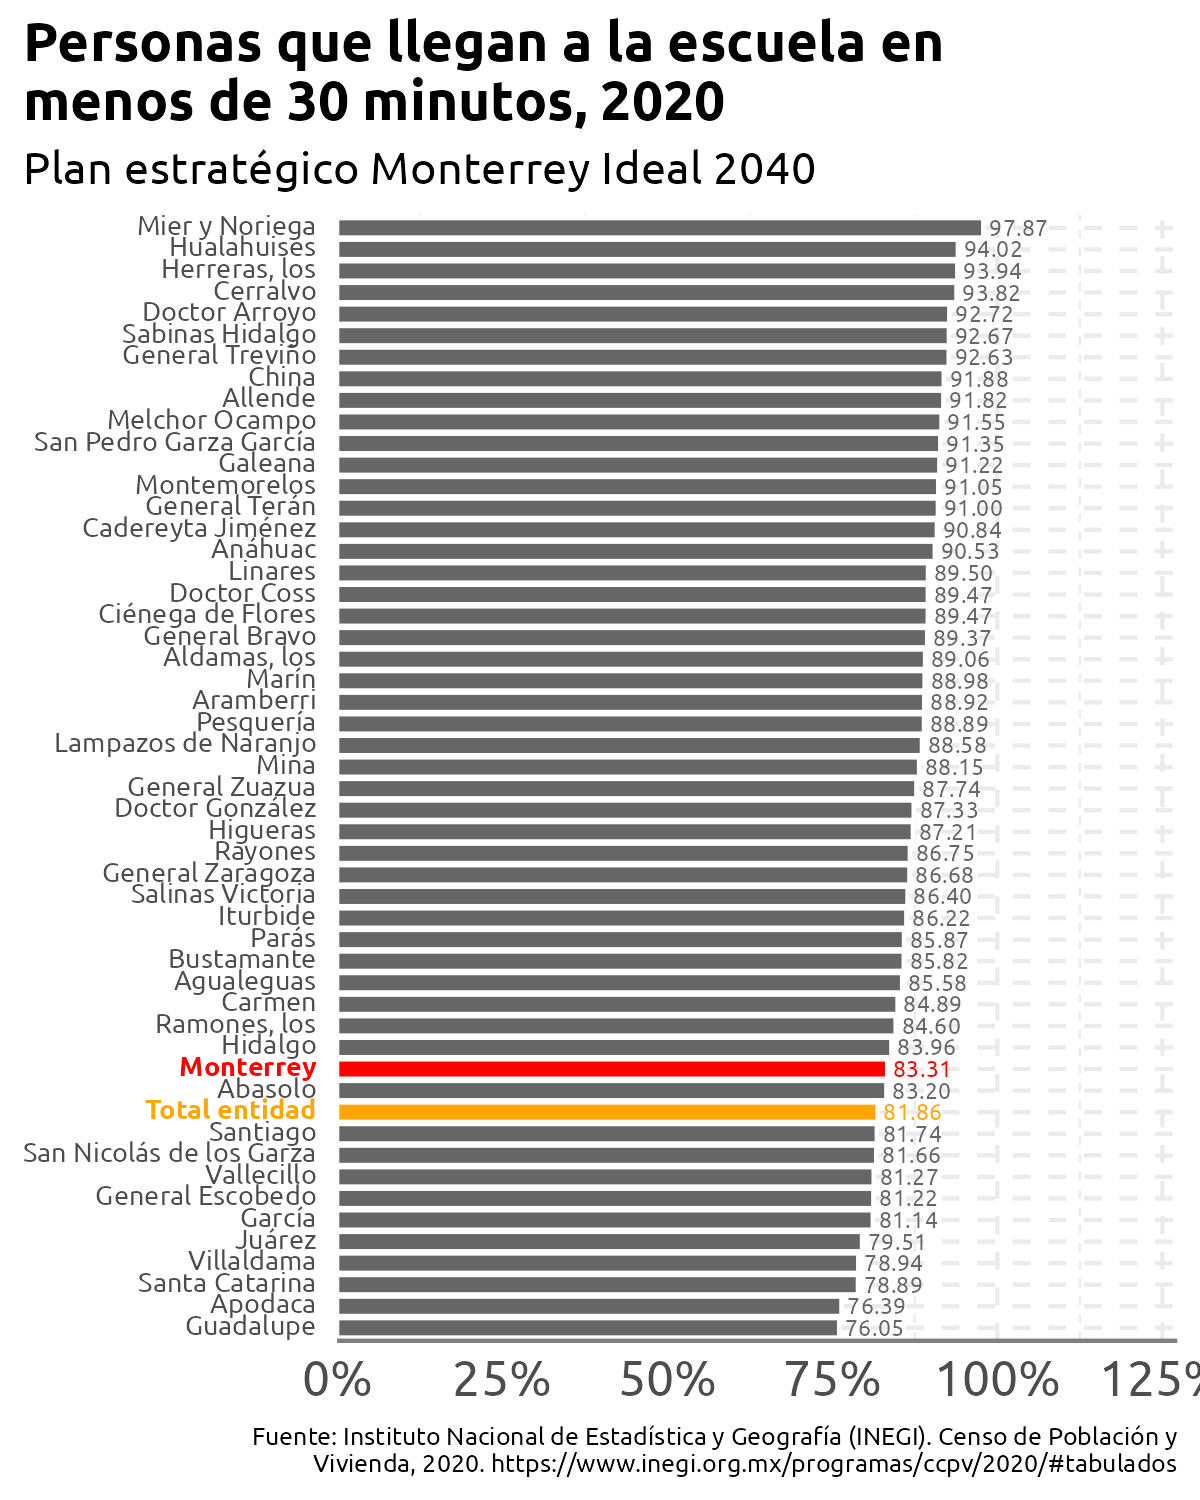 Personas que llegan a la escuela en
menos de 30 minutos, 2020
Plan estratégico Monterrey Ideal 2040
Mier y Noriega 97.87
Hualahuises 94.02
Herreras, los 93.94
Cerralvo 93.82
Doctor Arroyo 92.72
Sabinas Hidalgo 92.67
General Treviño 92.63
China 91.88
Allende 91.82
Melchor Ocampo 91.55
San Pedro Garza García 91.35
Galeana 91.22
Montemorelos 91.05
General Terán 91.00
Cadereyta Jiménez 90.84
Anáhuac 90.53
Linares 89.50
Doctor Coss 89.47
Ciénega de Flores 89.47
General Bravo 89.37
Aldamas, los 89.06
Marín 88.98
Aramberri 88.92
Pesquería 88.89
Lampazos de Naranjo 88.58
Mina 88.15
General Zuazua 87.74
Doctor González 87.33
Higueras 87.21
Rayones 86.75
General Zaragoza 86.68
Salinas Victoria 86.40
Iturbide 86.22
Parás 85.87
Bustamante 85.82
Agualeguas 85.58
Carmen 84.89
Ramones, los 84.60
Hidalgo 83.96
Monterrey 83.31
Abasolo 83.20
Total entidad 81.86
Santiago 81.74
San Nicolás de los Garza 81.66
Vallecillo 81.27
General Escobedo 81.22
García 81.14
Juárez 79.51
Villaldama 78.94
Santa Catarina 78.89
Apodaca 76.39
Guadalupe 76.05
0% 25% 50% 75% 100% 125%
Fuente: Instituto Nacional de Estadística y Geografía (INEGI). Censo de Población y
Vivienda, 2020. https://www.inegi.org.mx/programas/ccpv/2020/#tabulados